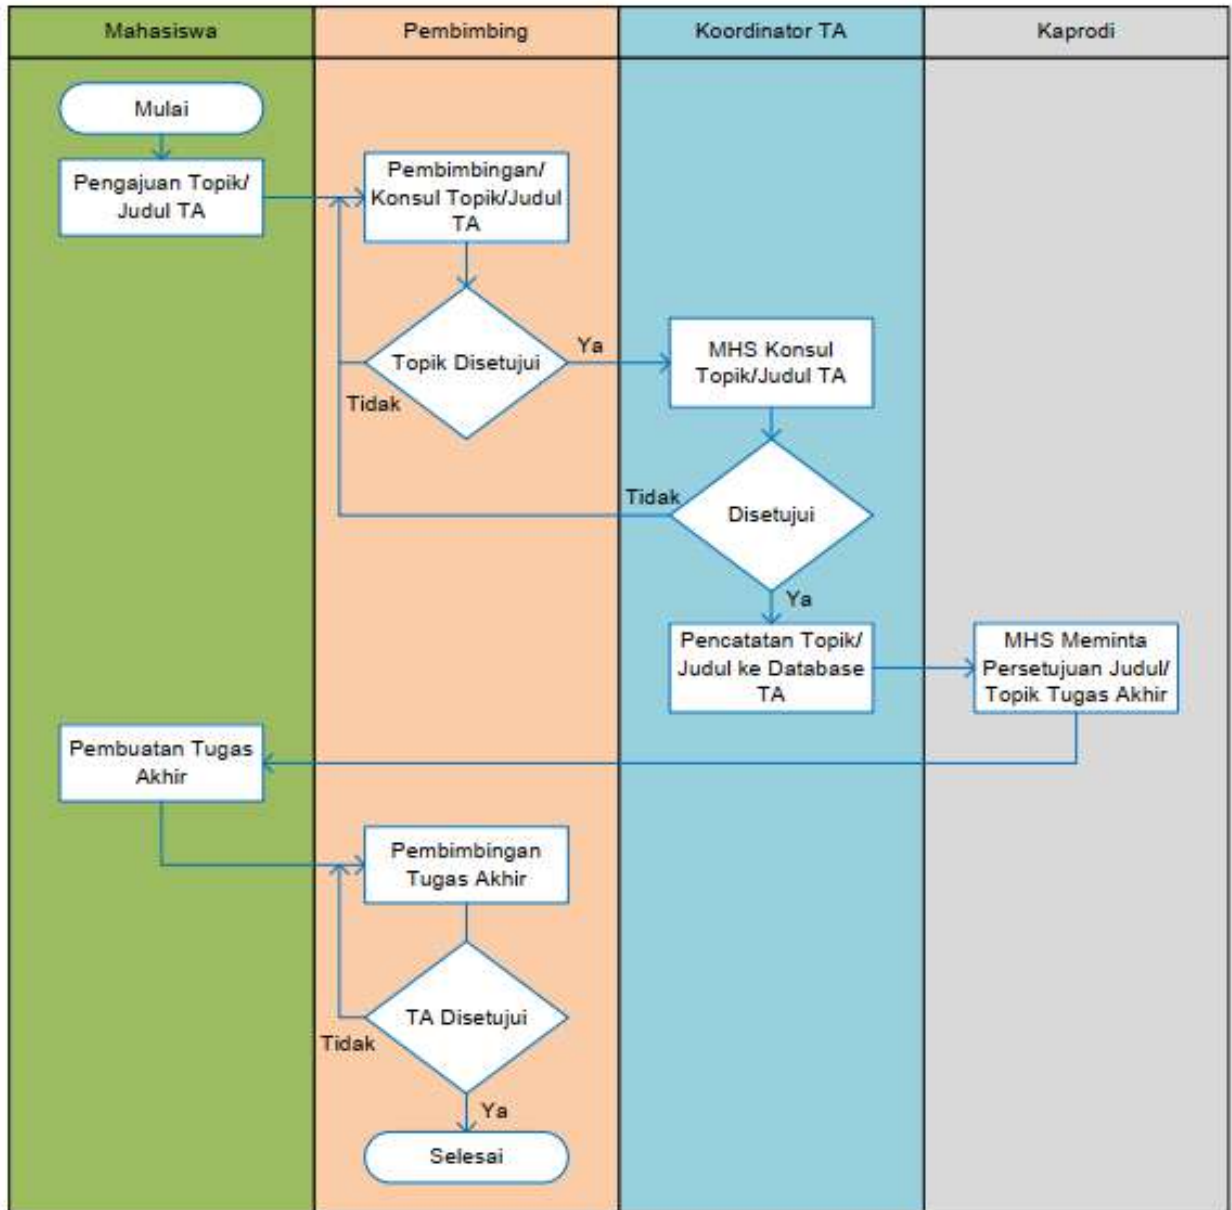 Mahasiswa
Pembimbing
Koordinator TA
Kaprodi
Mulai
Pengajuan Topik/
Judul TA
Pembimbingan/
Konsul Topik/Judul
TA
Topik Disetujui
Ya
Tidak
MHS Konsul
Topik/Judul TA
Disetujui
Tidak
Ya
Pencatatan Topik/
Judul ke Database
TA
MHS Meminta
Persetujuan Judul/
Topik Tugas Akhir
Pembuatan Tugas
Akhir
Pembimbingan
Tugas Akhir
TA Disetujui
Tidak
Ya
Selesai